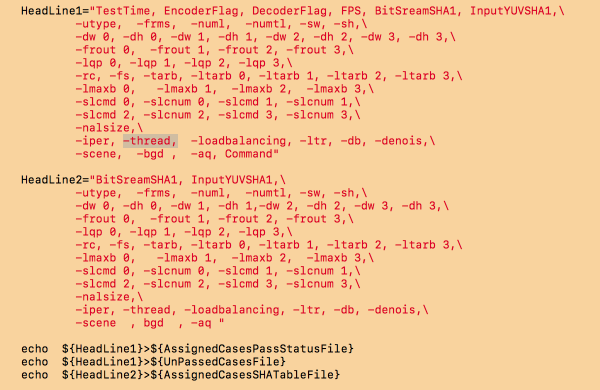 HeadLine1="TestTime, EncoderFlag, DecoderFlag, FPS, BitSreamSHA1, InputYUVSHA1,\
-utype,  -frms,  -numl,  -numtl, -sw, -sh,\
-dw 0, -dh 0, -dw 1, -dh 1, -dw 2, -dh 2, -dw 3, -dh 3,\
-frout 0,  -frout 1, -frout 2, -frout 3,\
-lqp 0, -lqp 1, -lqp 2, -lqp 3,\
-rc, -fs, -tarb, -ltarb 0, -ltarb 1, -ltarb 2, -ltarb 3,\
-lmaxb 0,   -lmaxb 1,  -lmaxb 2,  -lmaxb 3,\
-slcmd 0, -slcnum 0, -slcmd 1, -slcnum 1,\
-slcmd 2, -slcnum 2, -slcmd 3, -slcnum 3,\
-nalsize,\
-iper, -thread,  -loadbalancing, -ltr, -db, -denois,\
-scene,  -bgd ,  -aq, Command"
HeadLine2="BitSreamSHA1, InputYUVSHA1,\
-utype,  -frms,  -numl,  -numtl, -sw, -sh,\
-dw 0, -dh 0, -dw 1, -dh 1,-dw 2, -dh 2, -dw 3, -dh 3,\
-frout 0,  -frout 1, -frout 2, -frout 3,\
-lqp 0, -lqp 1, -lqp 2, -lqp 3,\
-rc, -fs, -tarb, -ltarb 0, -ltarb 1, -ltarb 2, -ltarb 3,\
-lmaxb 0,  -lmaxb 1,  -lmaxb 2,  -lmaxb 3,\
-slcmd 0, -slcnum 0, -slcmd 1, -slcnum 1,\
-slcmd 2, -slcnum 2, -slcmd 3, -slcnum 3,\
-nalsize,\
-iper, -thread, -loadbalancing, -ltr, -db, -denois,\
-scene  , bgd  , -aq "
echo  ${HeadLine1}>${AssignedCasesPassStatusFile}
echo  ${HeadLine1}>${UnPassedCasesFile}
echo  ${HeadLine2}>${AssignedCasesSHATableFile}